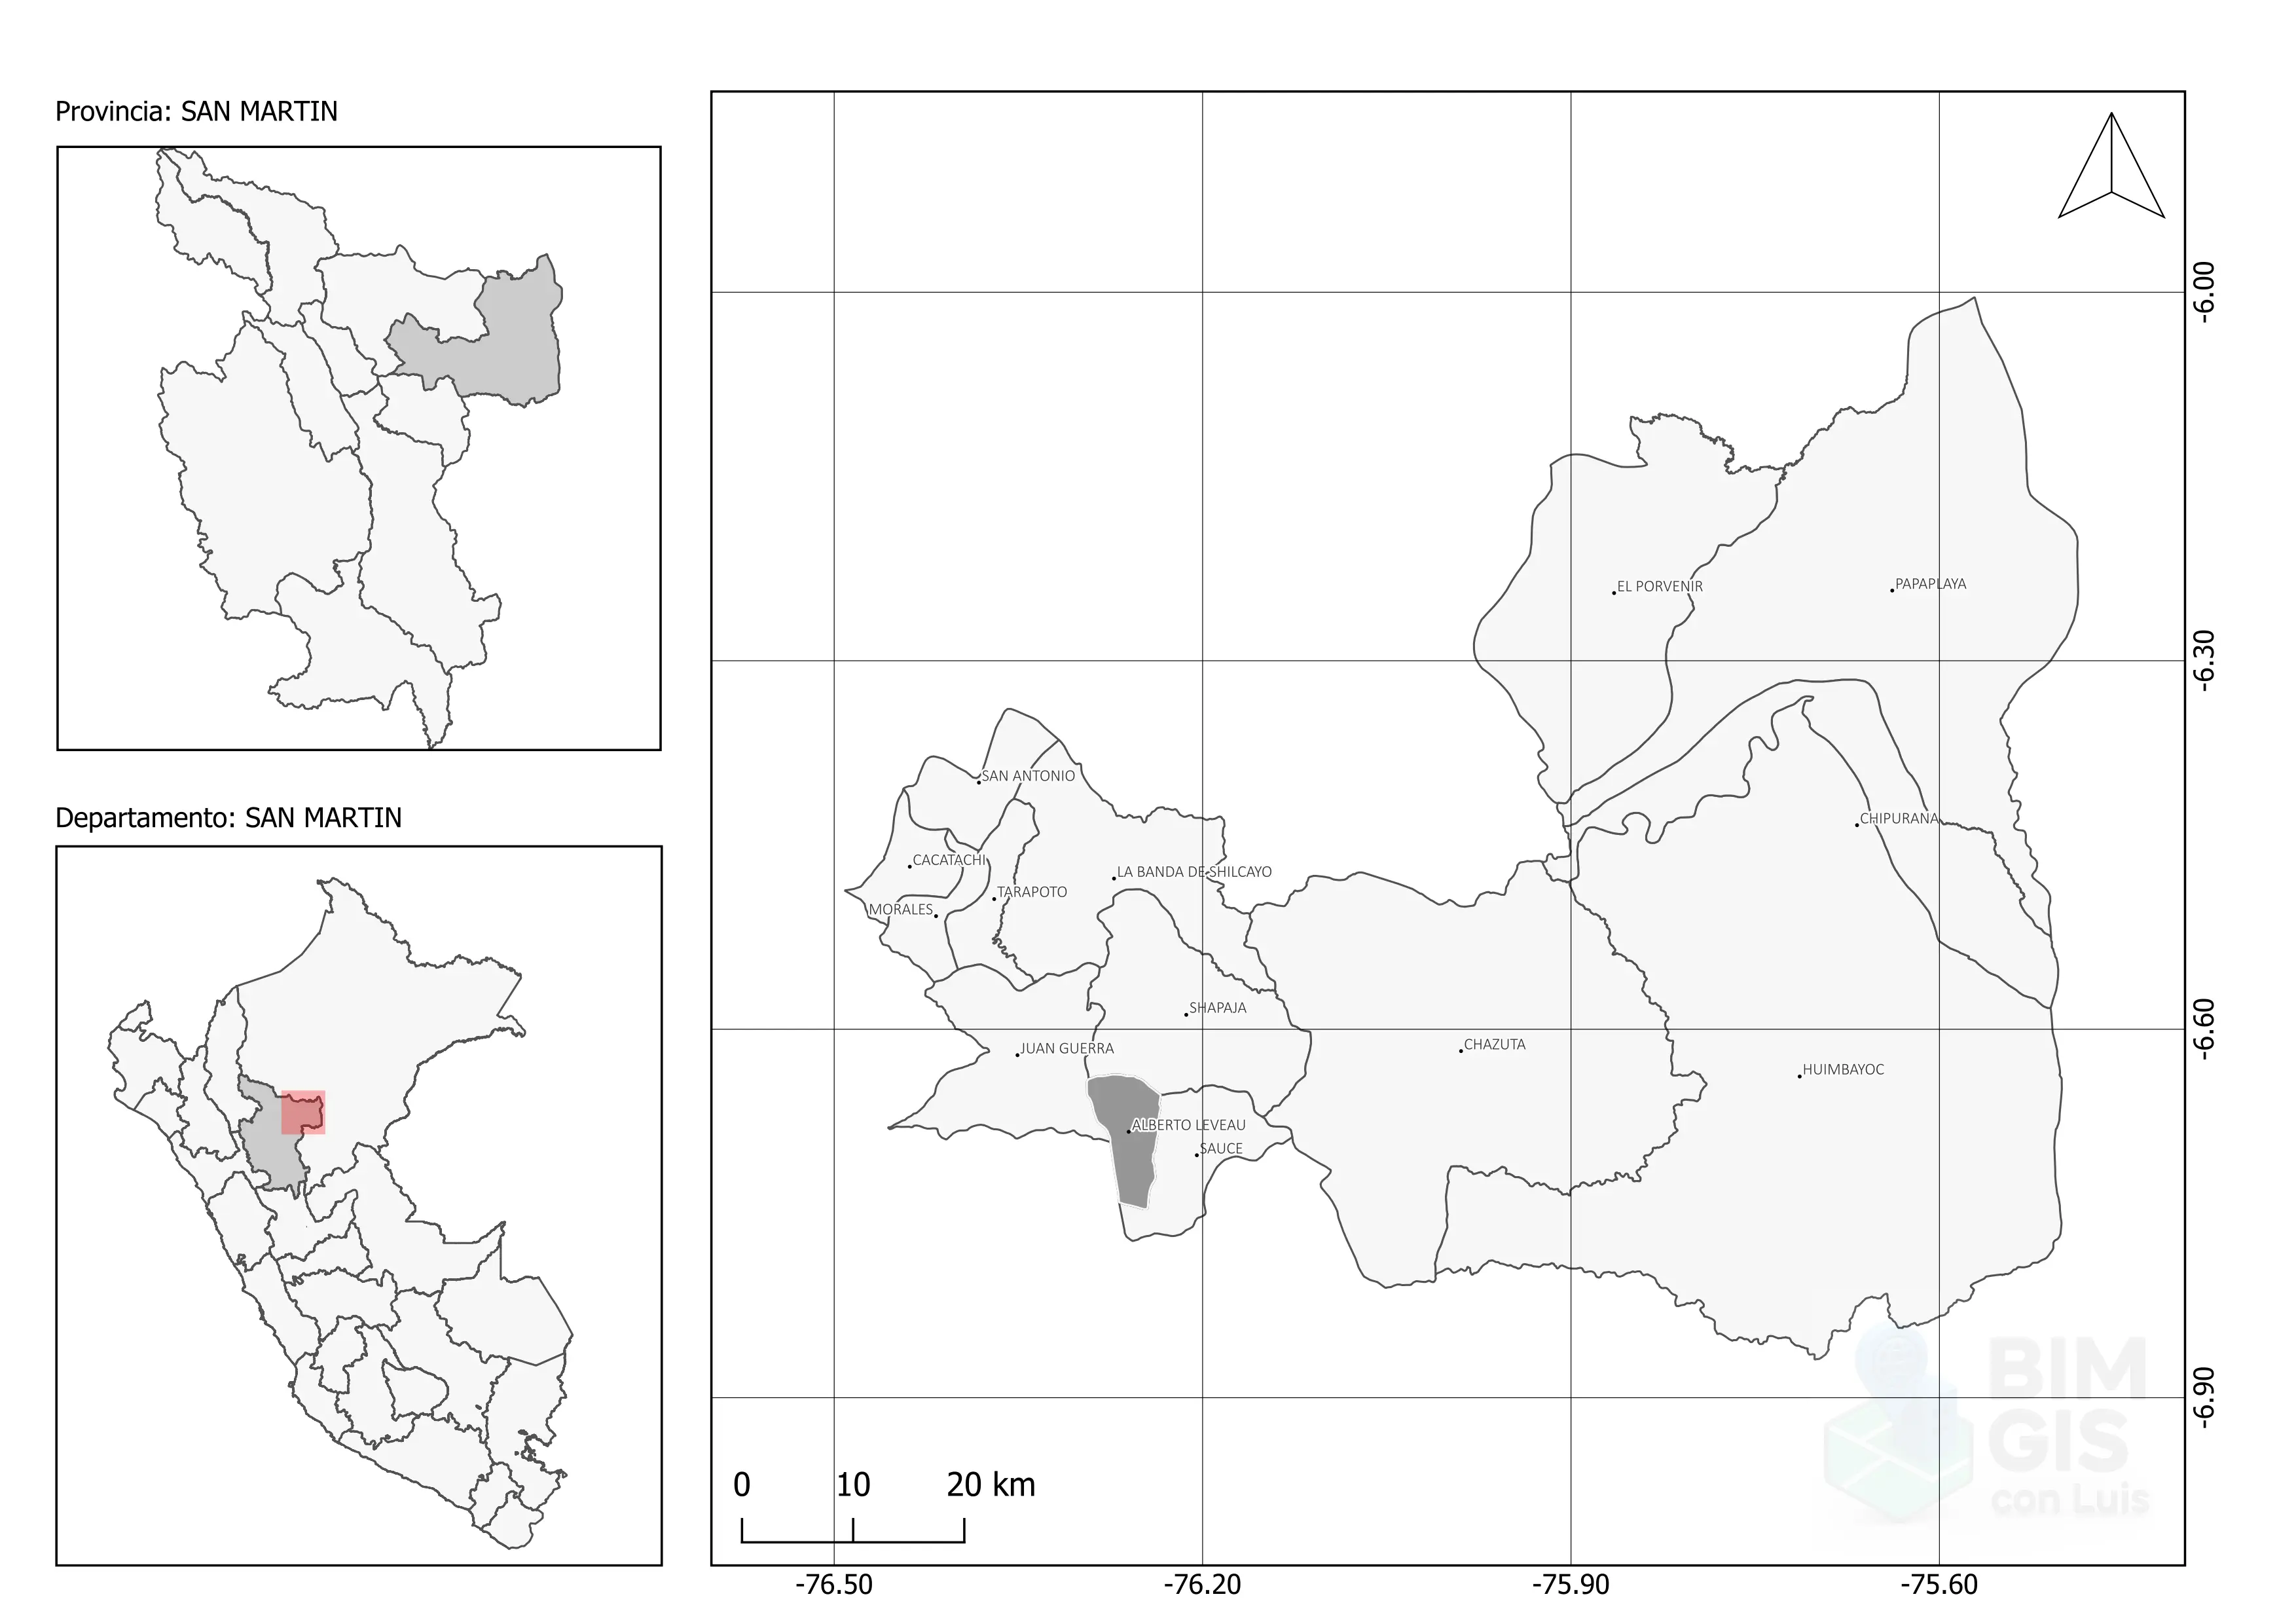 Provincia: SAN MARTIN
Departamento: SAN MARTIN
-6.00
EL PORVENIR
PAPAPLAYA
-6.30
SAN ANTONIO
CHIPURANA
CACATACHI
LA BANDA DE SHILCAYO
TARAPOTO
MORALES
SHAPAJA
-6.60
JUAN GUERRA
CHAZUTA
HUIMBAYOC
ALBERTO LEVEAU
SAUCE
-6.90
BIM
GIS
con Luis
0 10 20 km
-76.50 -76.20 -75.90 -75.60